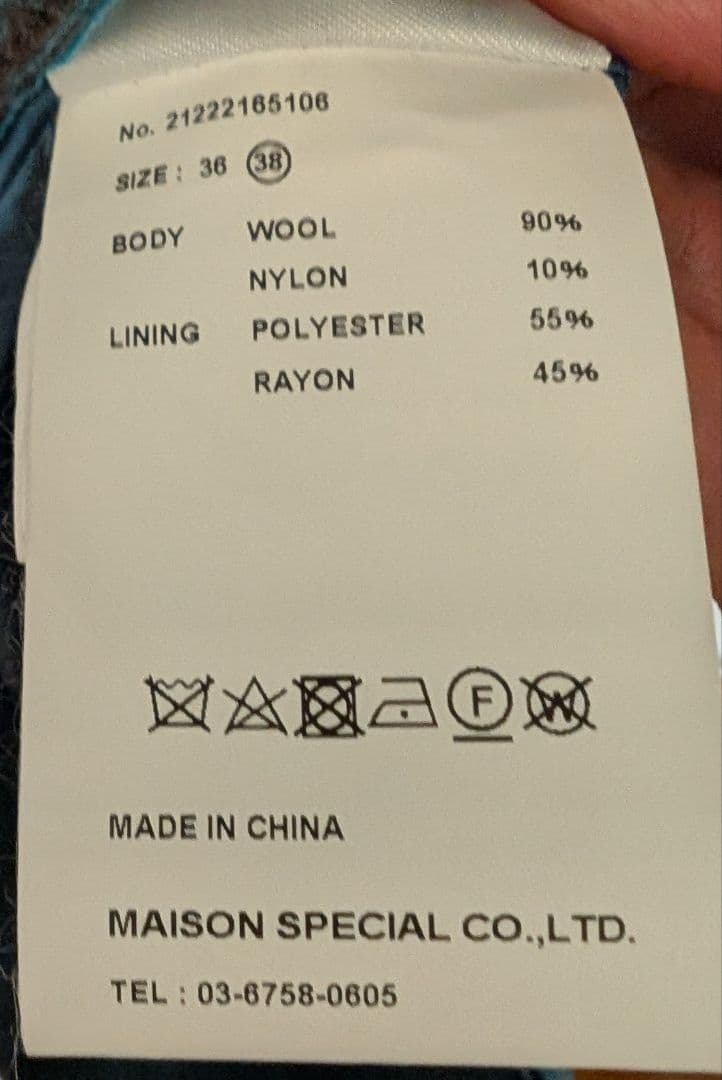 No. 21222165106
SIZE : 36 38
BODY WOOL 90%
NYLON 10%
LINING POLYESTER 55%
RAYON 45%
F W
MADE IN CHINA
MAISON SPECIAL CO.,LTD.
TEL : 03-6758-0605